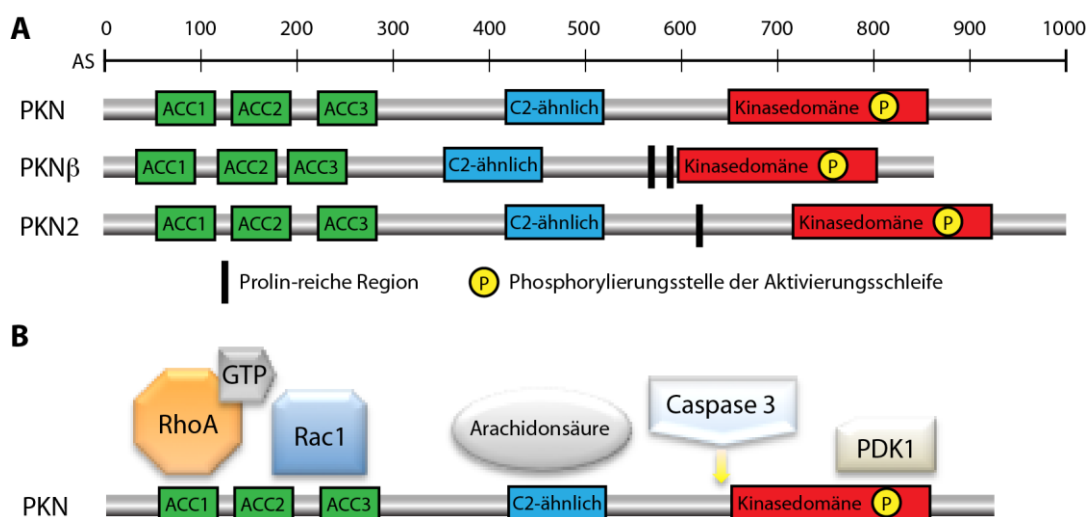 A
0 100 200 300 400 500 600 700 800 900 1000
AS
PKN ACC1 ACC2 ACC3 C2-ähnlich Kinasedomäne P
PKNβ ACC1 ACC2 ACC3 C2-ähnlich Kinasedomäne P
PKN2 ACC1 ACC2 ACC3 C2-ähnlich Kinasedomäne P
Prolin-reiche Region P Phosphorylierungsstelle der Aktivierungsschleife
B
GTP
RhoA Rac1 Arachidonsäure Caspase 3 PDK1
PKN ACC1 ACC2 ACC3 C2-ähnlich Kinasedomäne P